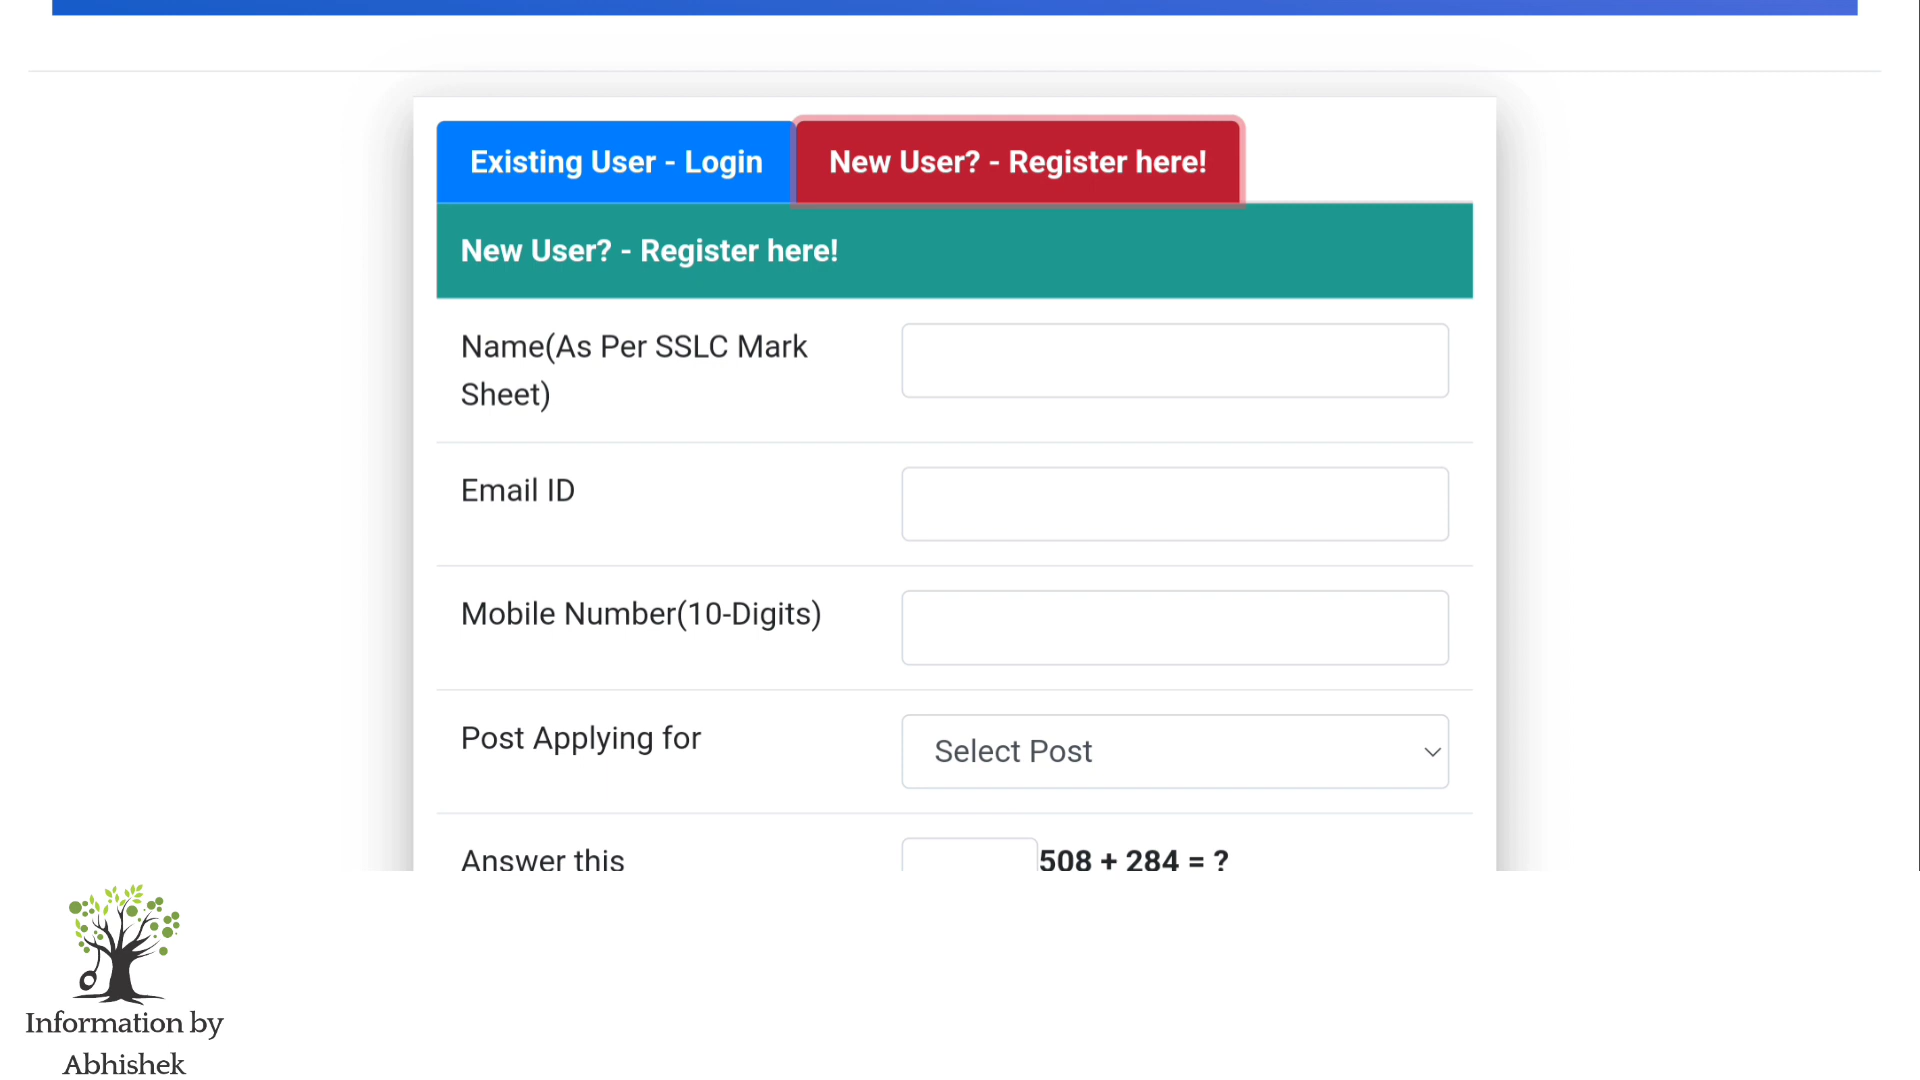 Existing User - Login
New User? - Register here!
New User? - Register here!
Name(As Per SSLC Mark
Sheet)
Email ID
Mobile Number(10-Digits)
Post Applying for
Select Post
Answer this
508 + 284 = ?
Information by
Abhishek